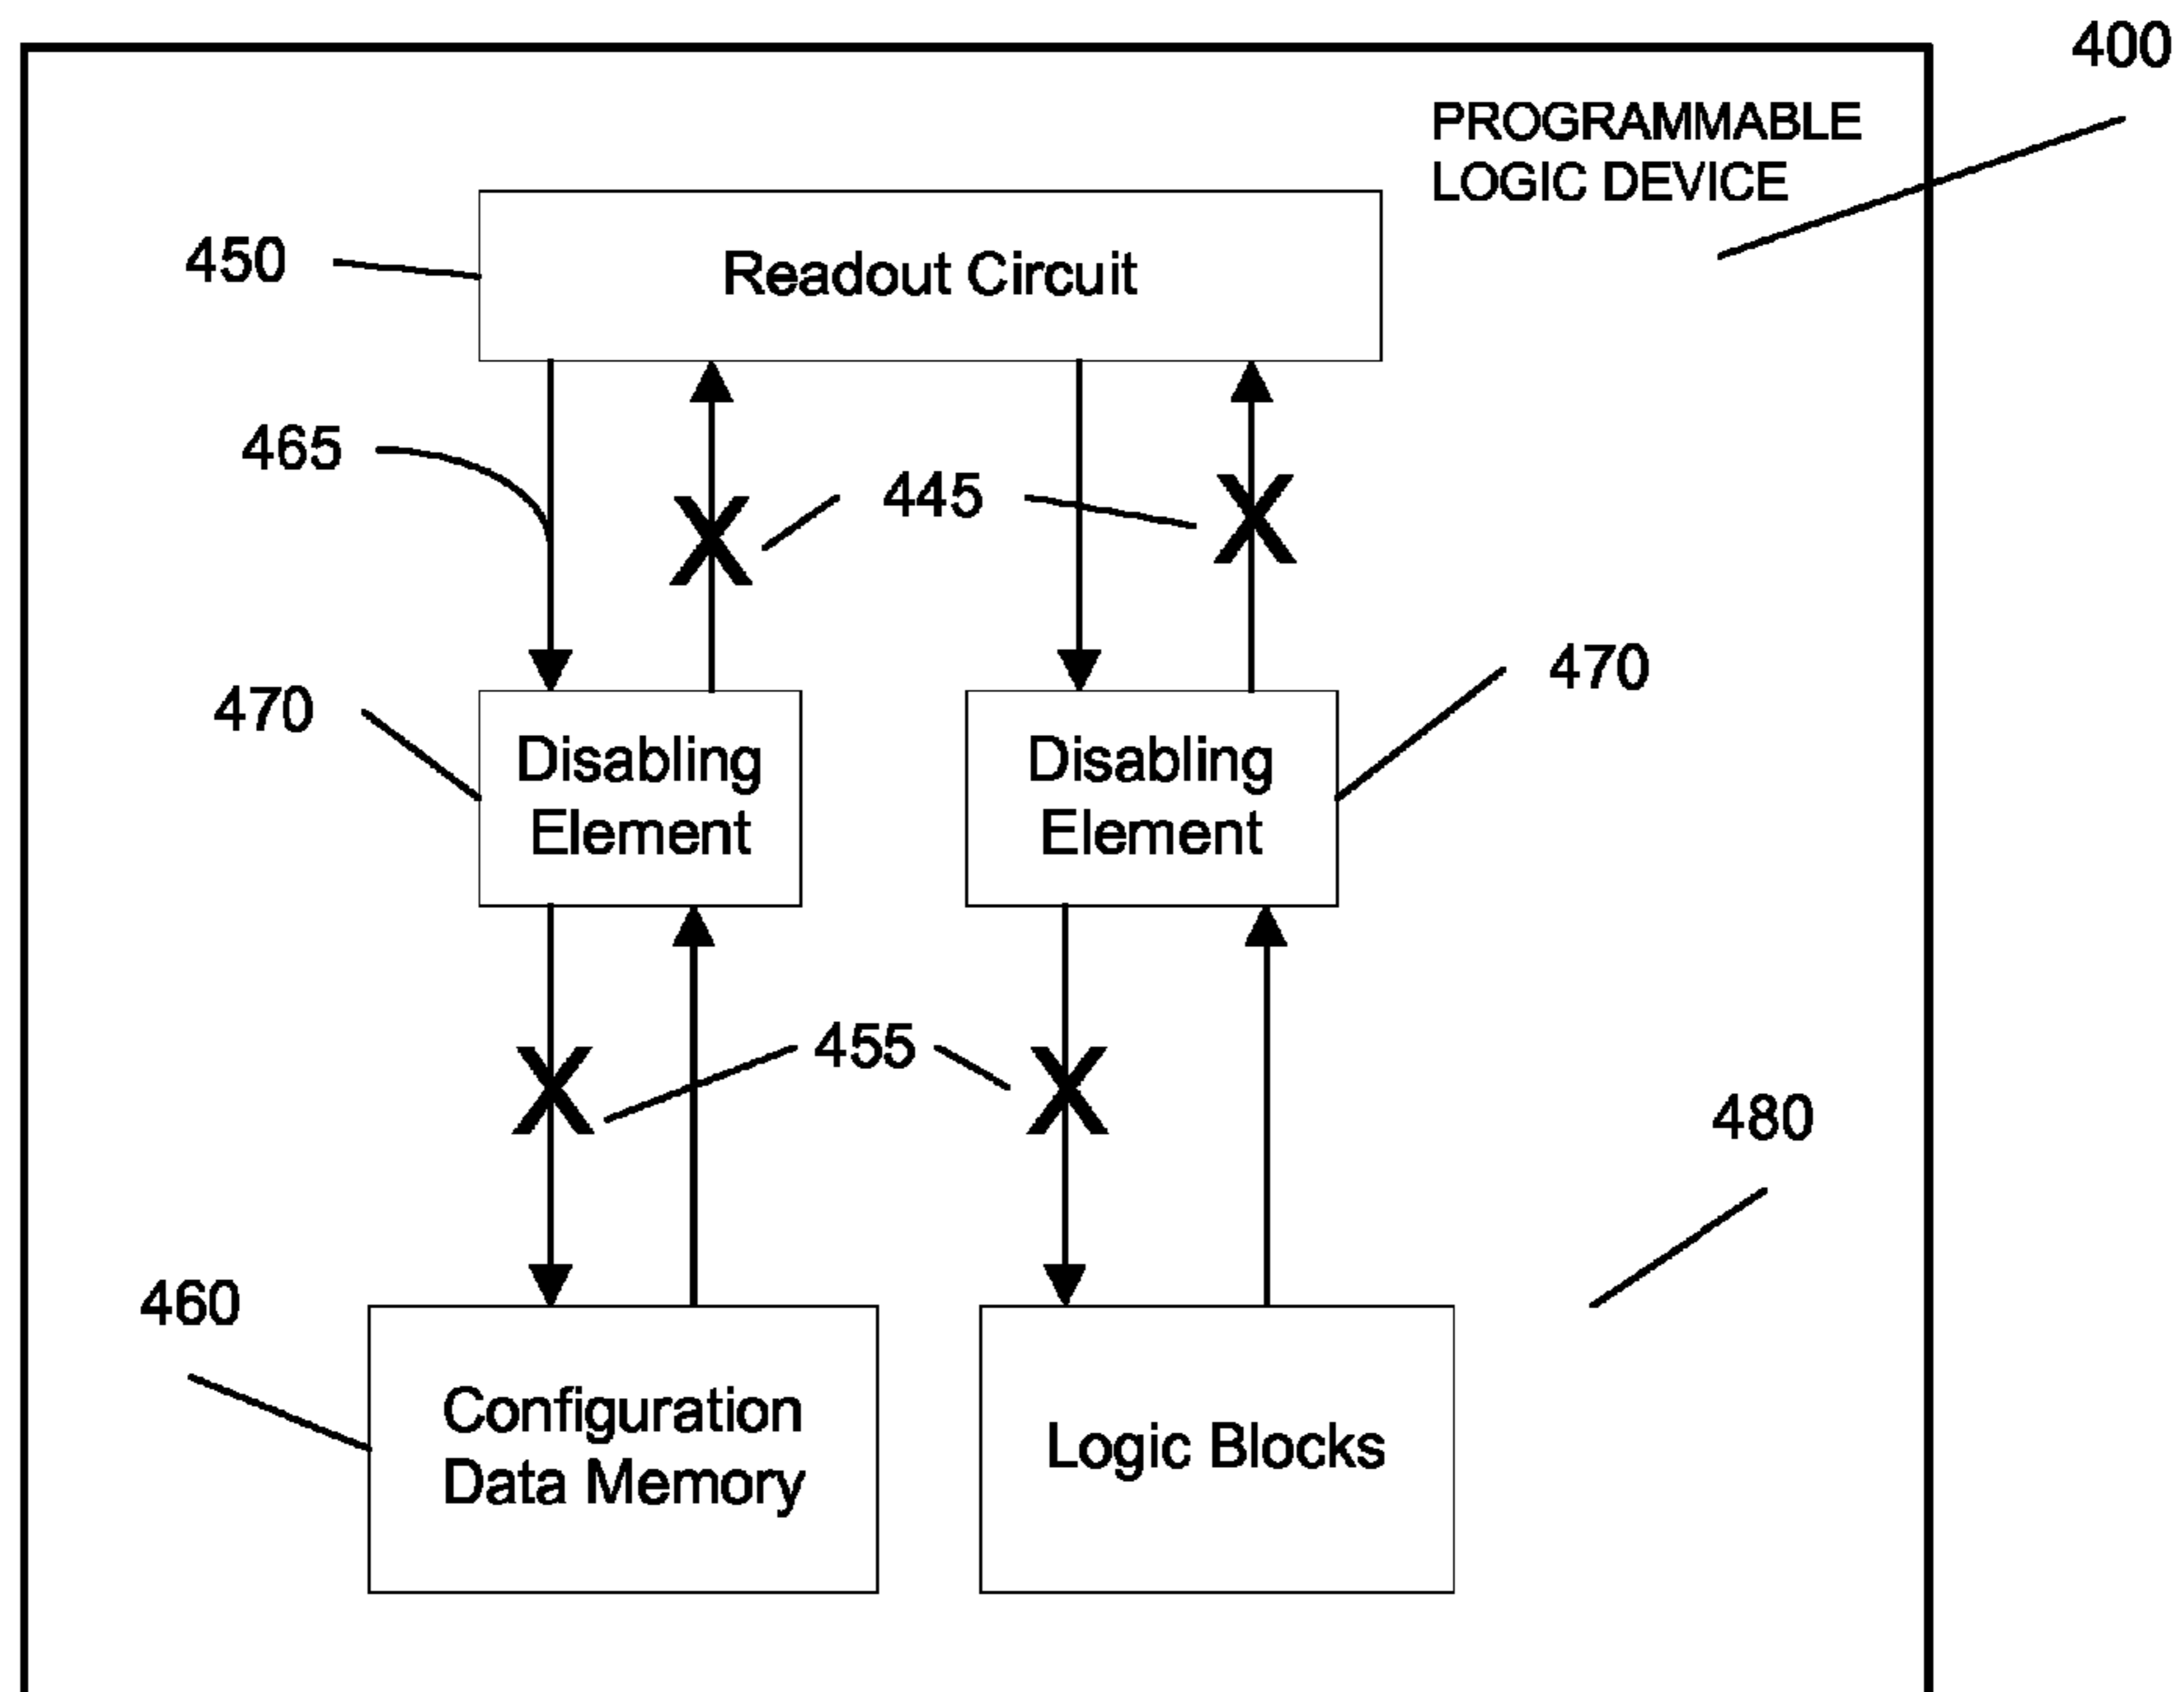 400
PROGRAMMABLE
LOGIC DEVICE
450
Readout Circuit
465
445
X
X
470
Disabling
Element
Disabling
Element
470
X
455
X
480
460
Configuration
Data Memory
Logic Blocks